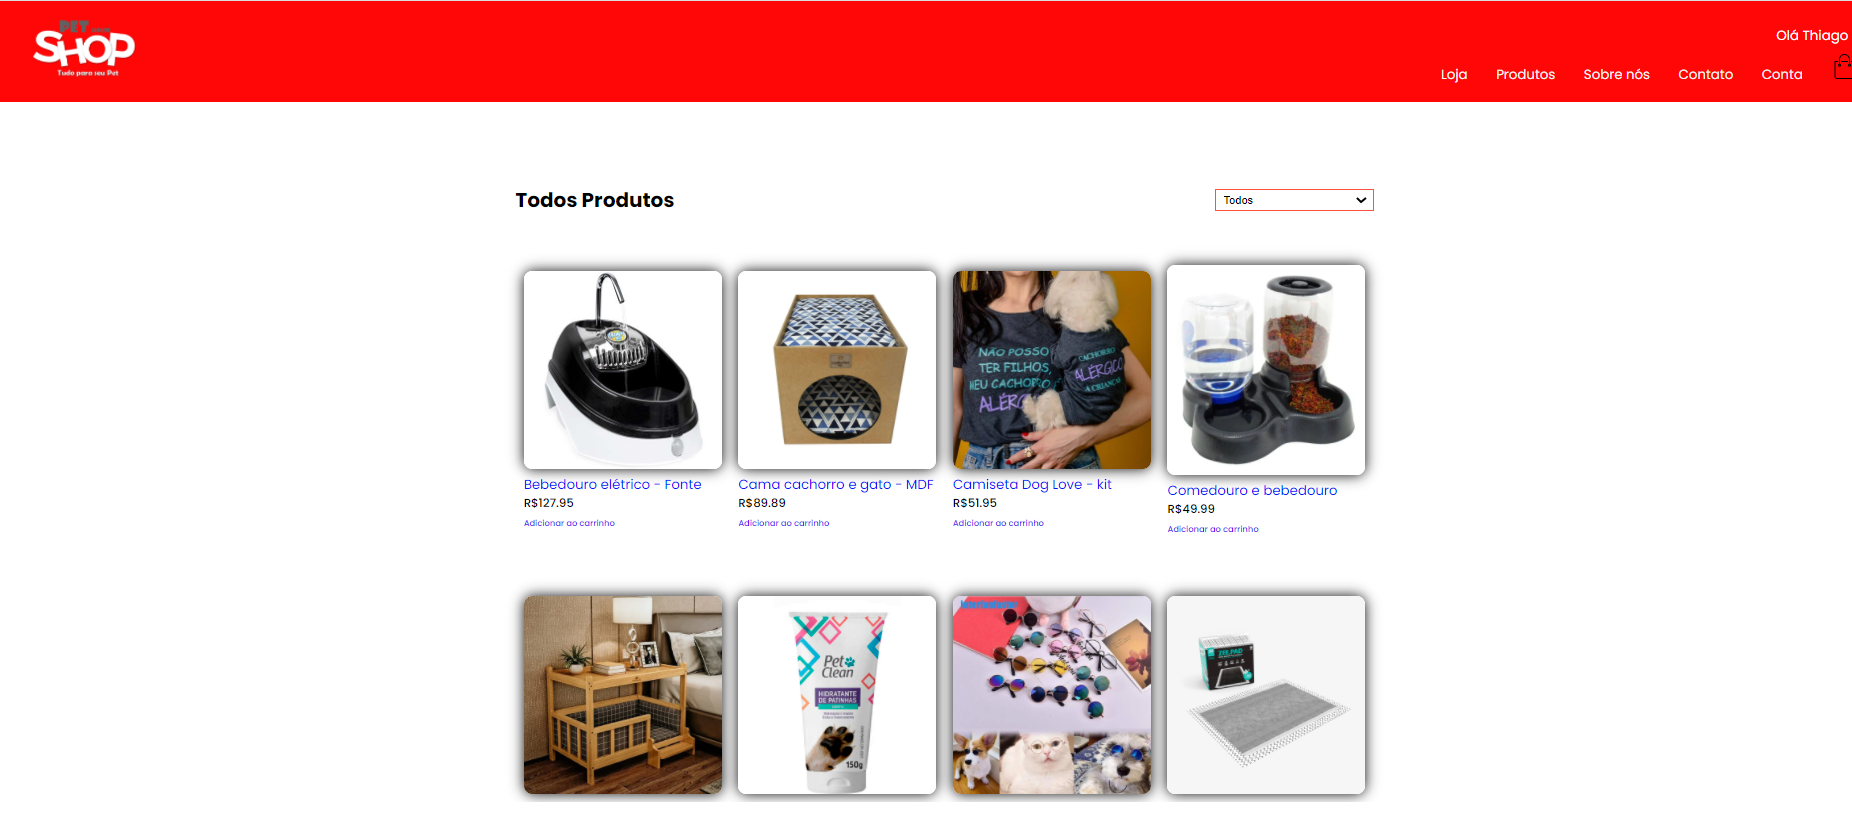 PET
SHOP
Tudo para seu Pet
Olá Thiago
Loja Produtos Sobre nós Contato Conta
Todos Produtos
Todos
NÃO POSSO
TER FILHOS,
MEU CACHORRO
ALÉRG
CACHORRO
ALÉRGICO
A CRIANÇAS
Bebedouro elétrico - Fonte
R$127.95
Adicionar ao carrinho
Cama cachorro e gato - MDF
R$89.89
Adicionar ao carrinho
Camiseta Dog Love - kit
R$51.95
Adicionar ao carrinho
Comedouro e bebedouro
R$49.99
Adicionar ao carrinho
Pet
Clean
HIDRATANTE
DE PATINHAS
150g
ZEE.PAD